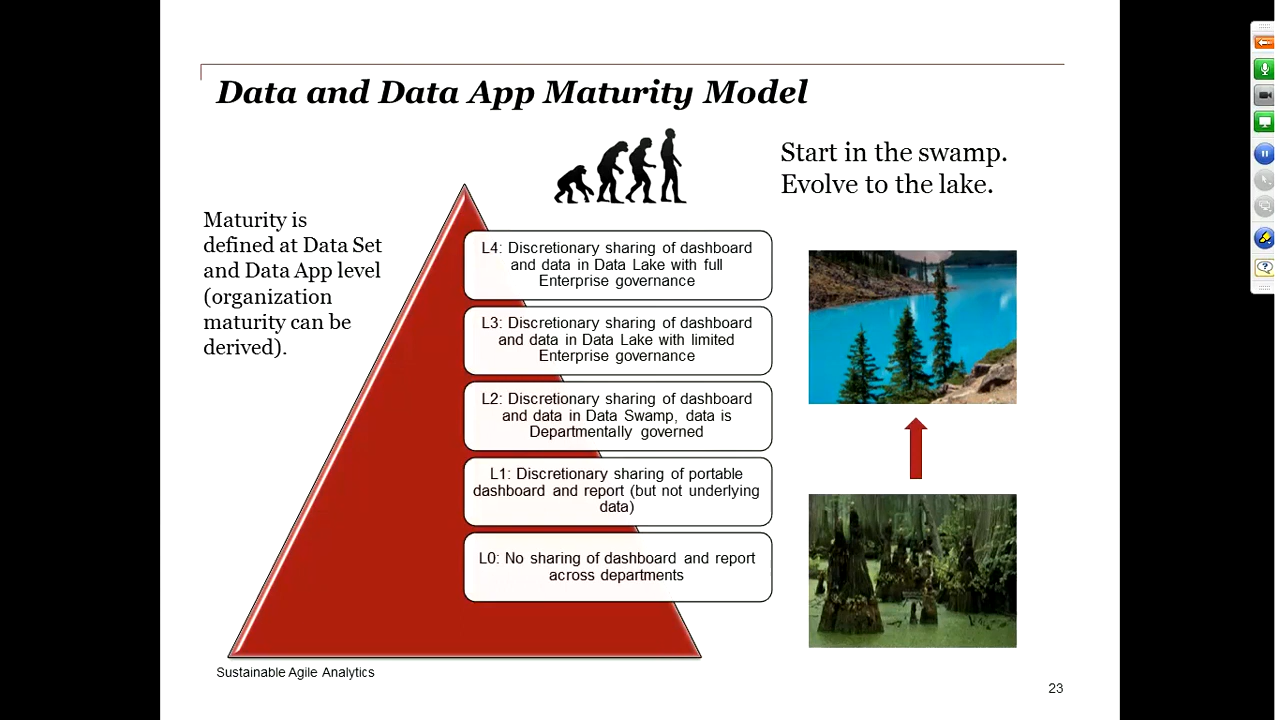 Data and Data App Maturity Model
Start in the swamp.
Evolve to the lake.
Maturity is
defined at Data Set
and Data App level
(organization
maturity can be
derived).
L4: Discretionary sharing of dashboard
and data in Data Lake with full
Enterprise governance
L3: Discretionary sharing of dashboard
and data in Data Lake with limited
Enterprise governance
L2: Discretionary sharing of dashboard
and data in Data Swamp, data is
Departmentally governed
L1: Discretionary sharing of portable
dashboard and report (but not underlying
data)
L0: No sharing of dashboard and report
across departments
Sustainable Agile Analytics
23